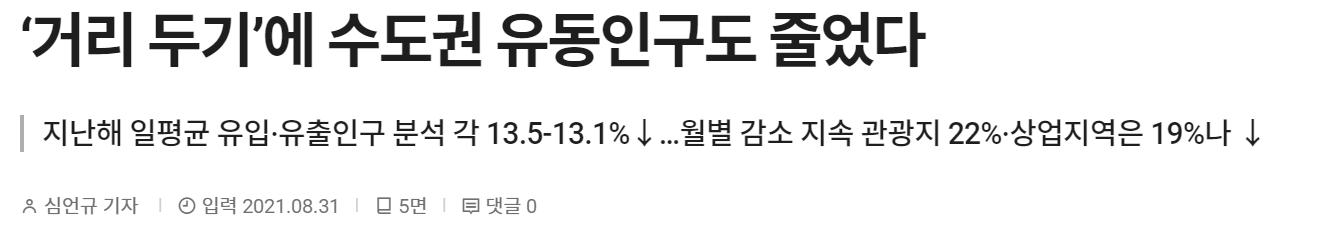 ‘거리 두기’에 수도권 유동인구도 줄었다
지난해 일평균 유입·유출인구 분석 각 13.5-13.1%↓…월별 감소 지속 관광지 22%·상업지역은 19%나 ↓
심언규 기자 | 입력 2021.08.31 | 5면 | 댓글 0